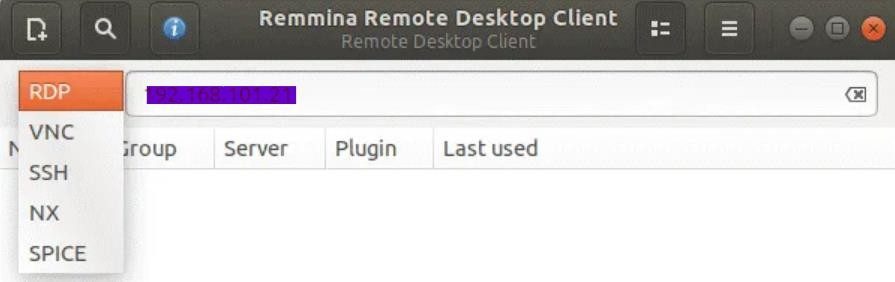 Remmina Remote Desktop Client
Remote Desktop Client
RDP
192.168.101.21
VNC
Group Server Plugin Last used
SSH
NX
SPICE